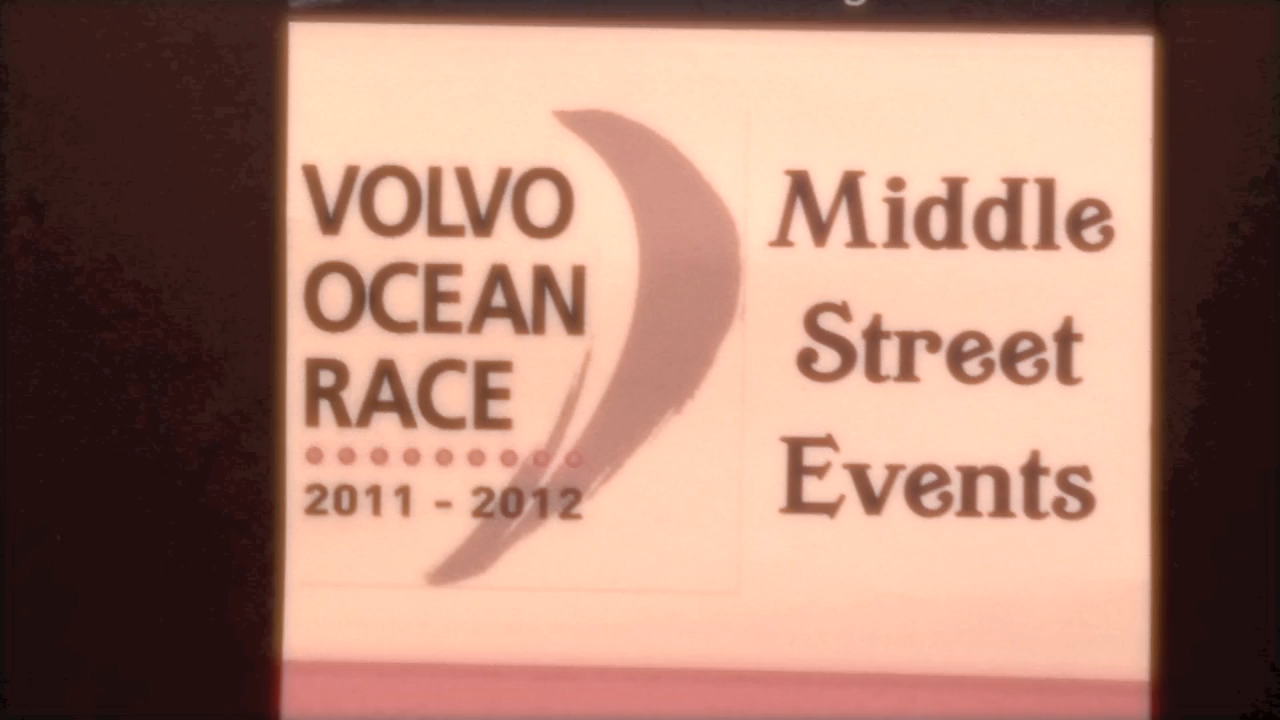 VOLVO
OCEAN
RACE
2011 - 2012
Middle
Street
Events